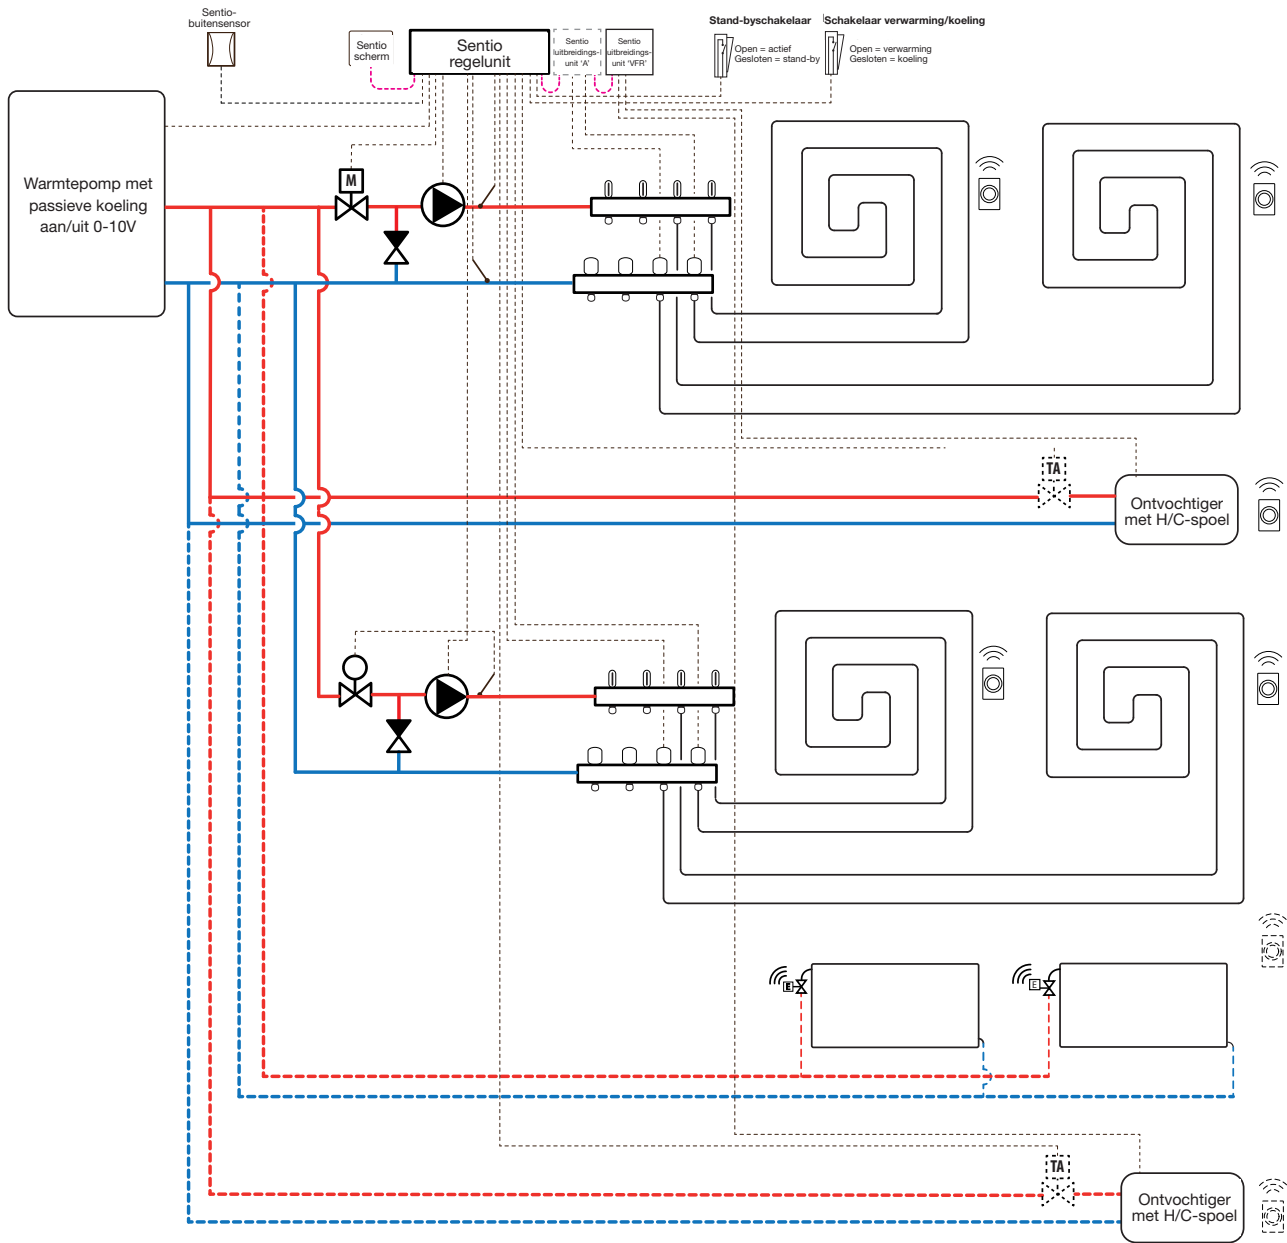 Sentio-
buitensensor
Sentio
scherm
Sentio
regelunit
Sentio
uitbreidings-
unit 'A'
Sentio
uitbreidings-
unit 'VFR'
Stand-byschakelaar
Open = actief
Gesloten = stand-by
Schakelaar verwarming/koeling
Open = verwarming
Gesloten = koeling
Warmtepomp met
passieve koeling
aan/uit 0-10V
M
TA
Ontvochtiger
met H/C-spoel
E
E
TA
Ontvochtiger
met H/C-spoel